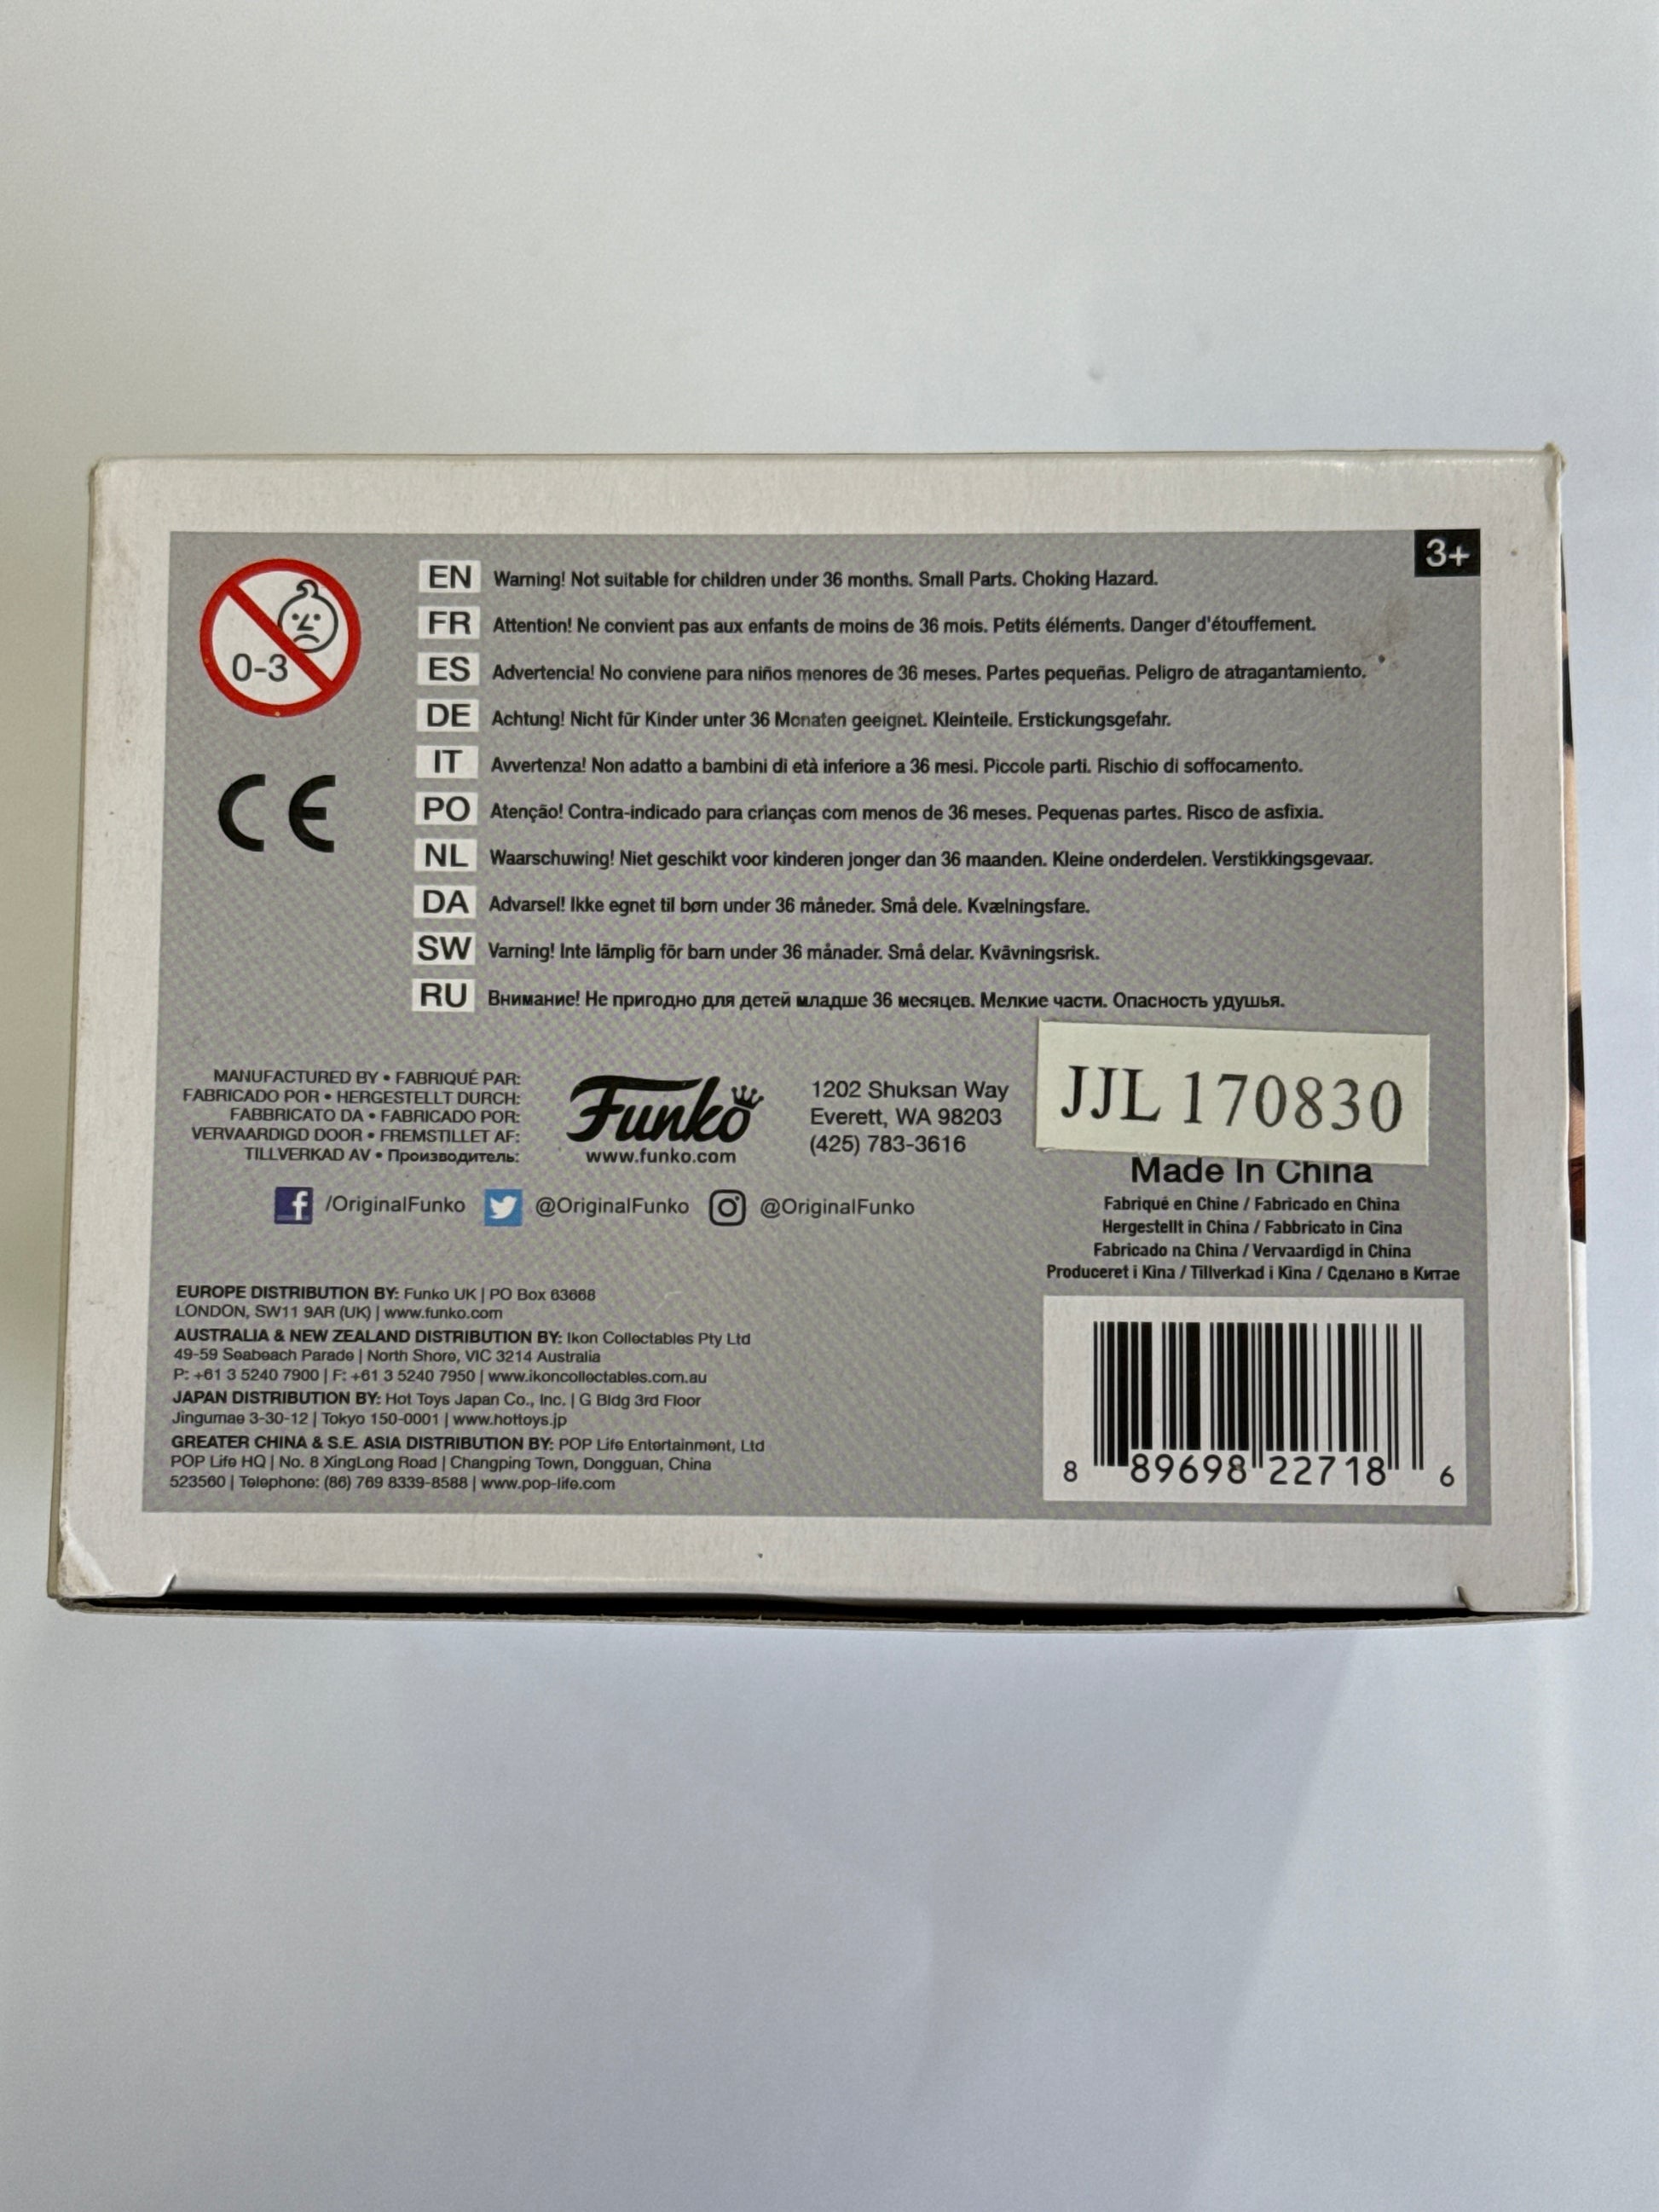 3+
0-3
CE
EN Warning! Not suitable for children under 36 months. Small Parts. Choking Hazard.
FR Attention! Ne convient pas aux enfants de moins de 36 mois. Petits éléments. Danger d'étouffement.
ES Advertencia! No conviene para niños menores de 36 meses. Partes pequeñas. Peligro de atragantamiento.
DE Achtung! Nicht für Kinder unter 36 Monaten geeignet. Kleinteile. Erstickungsgefahr.
IT Avvertenza! Non adatto a bambini di età inferiore a 36 mesi. Piccole parti. Rischio di soffocamento.
PO Atenção! Contra-indicado para crianças com menos de 36 meses. Pequenas partes. Risco de asfixia.
NL Waarschuwing! Niet geschikt voor kinderen jonger dan 36 maanden. Kleine onderdelen. Verstikkingsgevaar.
DA Advarsel! Ikke egnet til børn under 36 måneder. Små dele. Kvælningsfare.
SW Varning! Inte lämplig för barn under 36 månader. Små delar. Kvävningsrisk.
RU Внимание! Не пригодно для детей младше 36 месяцев. Мелкие части. Опасность удушья.
MANUFACTURED BY • FABRIQUÉ PAR:
FABRICADO POR • HERGESTELLT DURCH:
FABBRICATO DA • FABRICADO POR:
VERVAARDIGD DOOR • FREMSTILLET AF:
TILLVERKAD AV • Производитель:
Funko
www.funko.com
1202 Shuksan Way
Everett, WA 98203
(425) 783-3616
JJL 170830
Made In China
Fabriqué en Chine / Fabricado en China
Hergestellt in China / Fabbricato in Cina
Fabricado na China / Vervaardigd in China
Produceret i Kina / Tillverkad i Kina / Сделано в Китае
f /OriginalFunko @OriginalFunko @OriginalFunko
EUROPE DISTRIBUTION BY: Funko UK | PO Box 63668
LONDON, SW11 9AR (UK) | www.funko.com
AUSTRALIA & NEW ZEALAND DISTRIBUTION BY: Ikon Collectables Pty Ltd
49-59 Seabeach Parade | North Shore, VIC 3214 Australia
P: +61 3 5240 7900 | F: +61 3 5240 7950 | www.ikoncollectables.com.au
JAPAN DISTRIBUTION BY: Hot Toys Japan Co., Inc. | G Bldg 3rd Floor
Jingumae 3-30-12 | Tokyo 150-0001 | www.hottoys.jp
GREATER CHINA & S.E. ASIA DISTRIBUTION BY: POP Life Entertainment, Ltd
POP Life HQ | No. 8 XingLong Road | Changping Town, Dongguan, China
523560 | Telephone: (86) 769 8339-8588 | www.pop-life.com
8 89698 22718 6